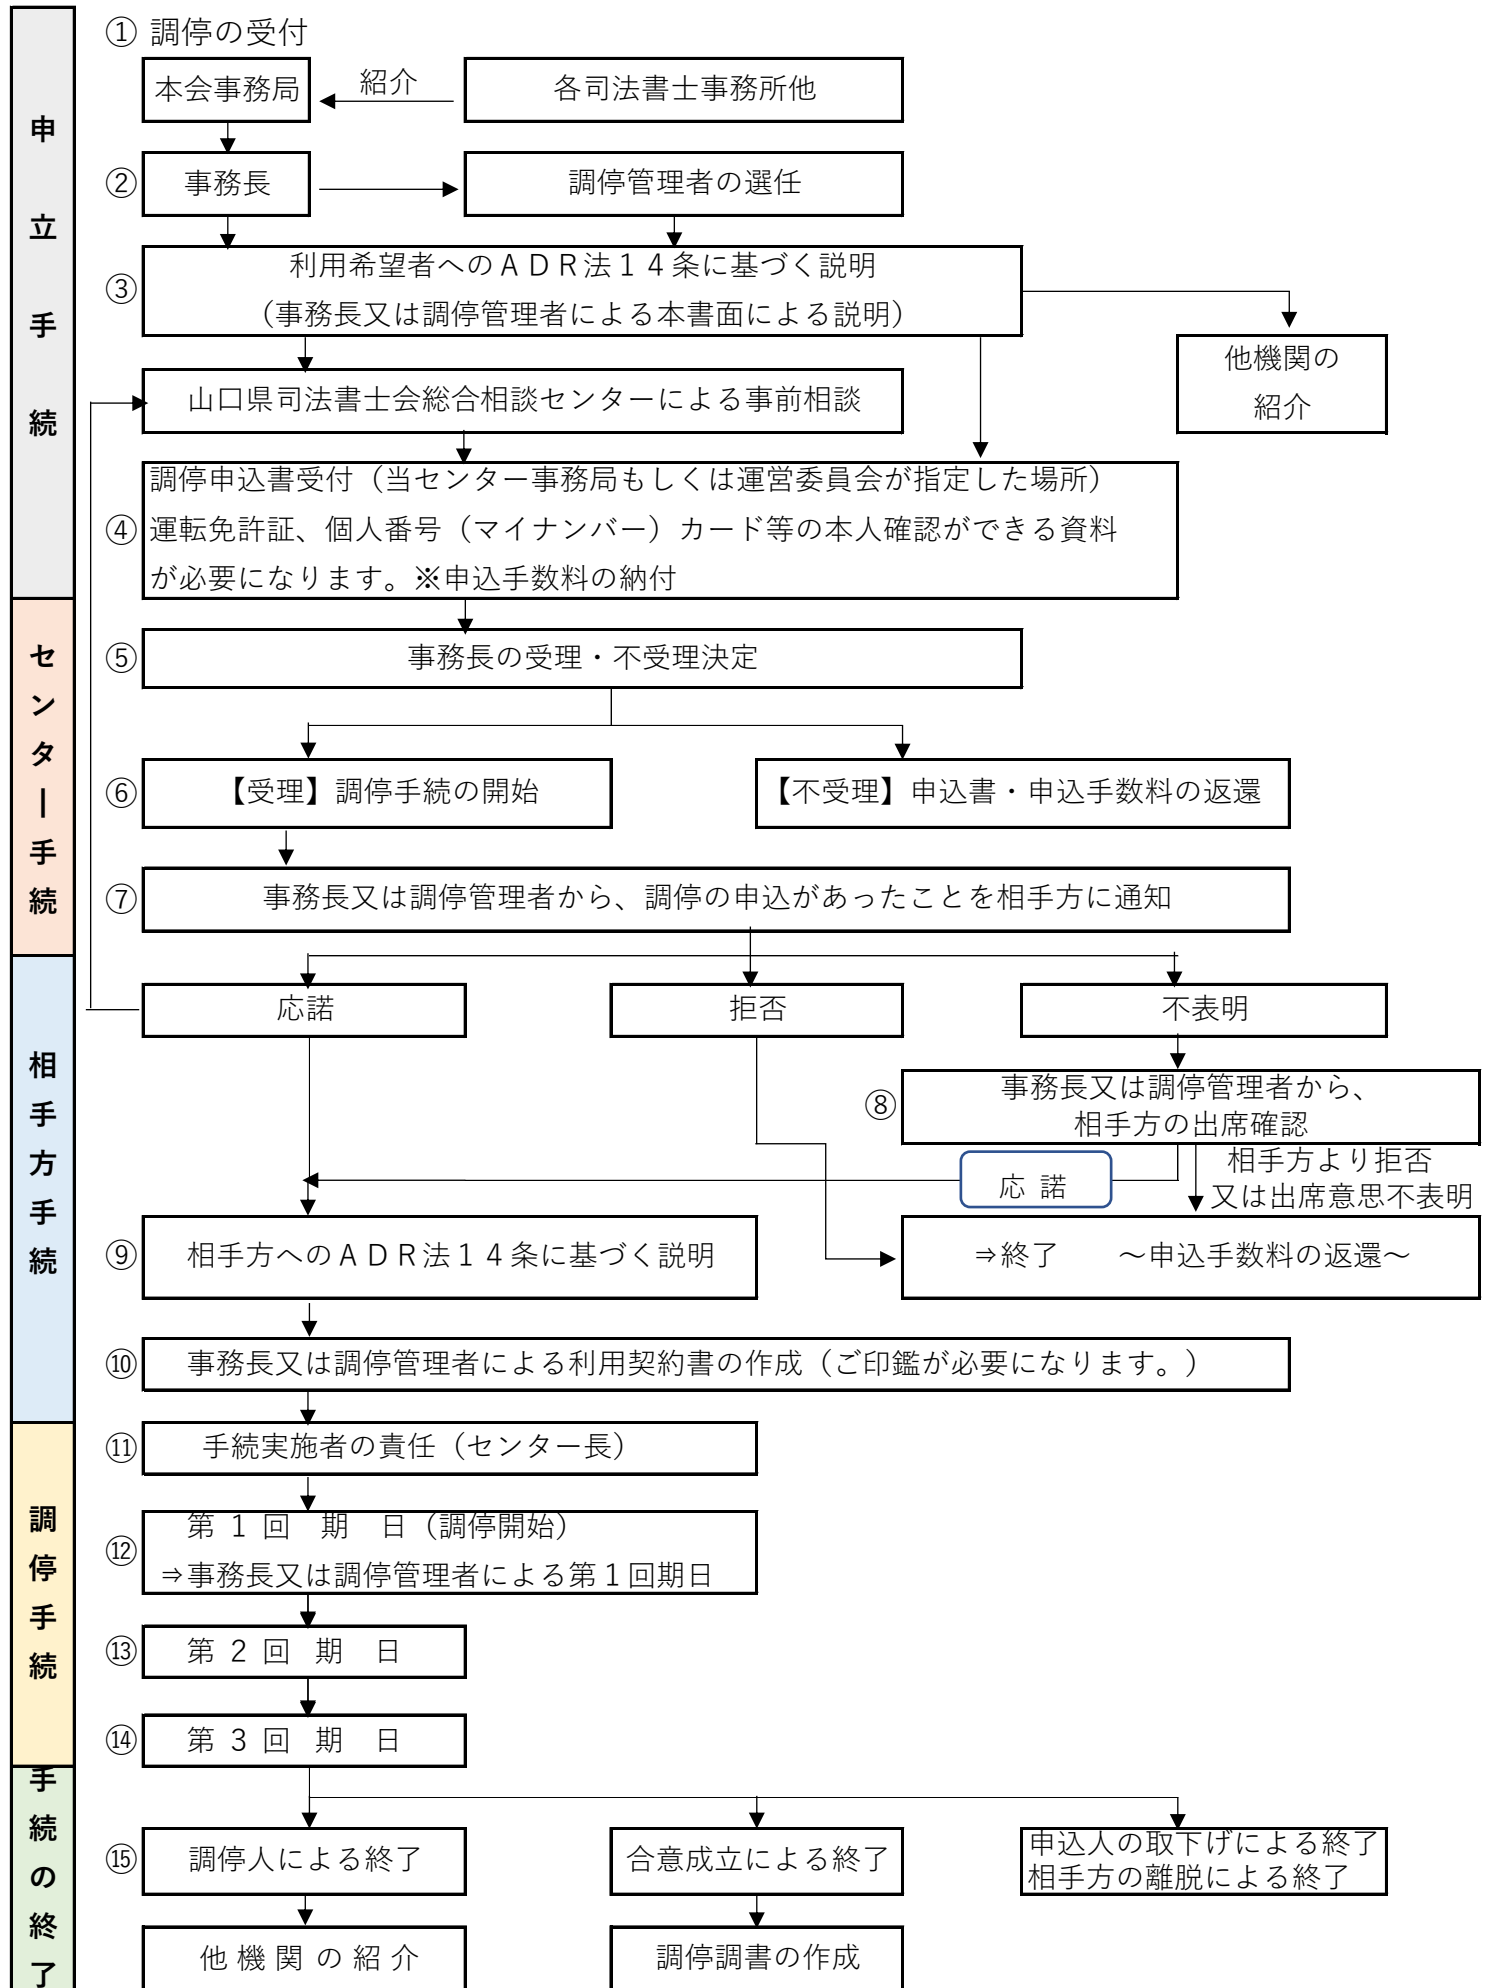 申立手続
① 調停の受付
本会事務局
紹介
各司法書士事務所他
②
事務長
調停管理者の選任
③
利用希望者へのＡＤＲ法１４条に基づく説明
（事務長又は調停管理者による本書面による説明）
他機関の
紹介
山口県司法書士会総合相談センターによる事前相談
④
調停申込書受付（当センター事務局もしくは運営委員会が指定した場所）
運転免許証、個人番号（マイナンバー）カード等の本人確認ができる資料
が必要になります。※申込手数料の納付
センター手続
⑤
事務長の受理・不受理決定
⑥
【受理】調停手続の開始
【不受理】申込書・申込手数料の返還
⑦
事務長又は調停管理者から、調停の申込があったことを相手方に通知
相手方手続
応諾
拒否
不表明
⑧
事務長又は調停管理者から、
相手方の出席確認
応 諾
相手方より拒否
又は出席意思不表明
⑨
相手方へのＡＤＲ法１４条に基づく説明
⇒終了　　～申込手数料の返還～
⑩
事務長又は調停管理者による利用契約書の作成（ご印鑑が必要になります。）
調停手続
⑪
手続実施者の責任（センター長）
⑫
第 １ 回　期　日（調停開始）
⇒事務長又は調停管理者による第１回期日
⑬
第 ２ 回　期　日
⑭
第 ３ 回　期　日
手続の終了
⑮
調停人による終了
合意成立による終了
申込人の取下げによる終了
相手方の離脱による終了
他 機 関 の 紹 介
調停調書の作成